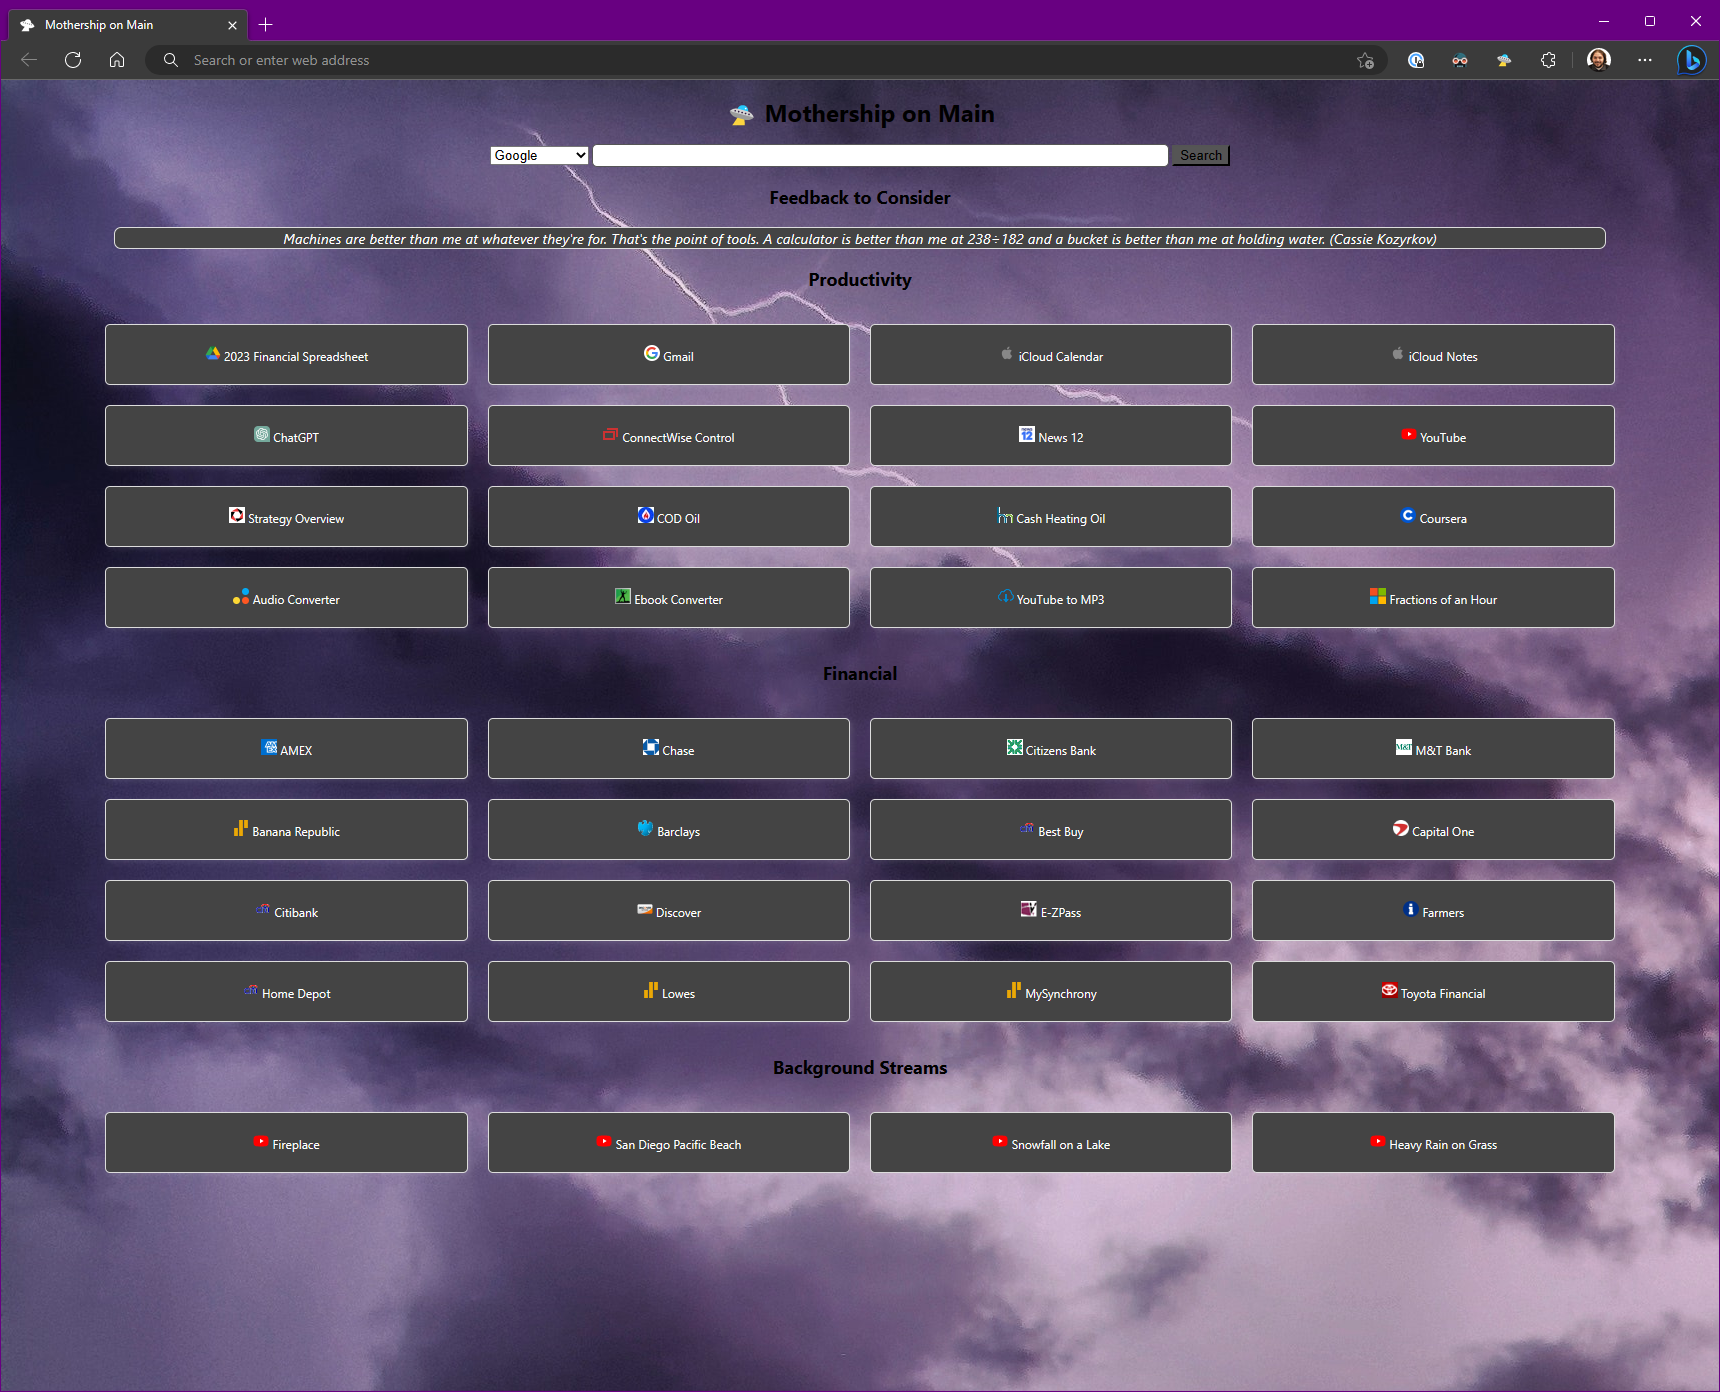 Mothership on Main
Search or enter web address
Mothership on Main
Google Search
Feedback to Consider
Machines are better than me at whatever they're for. That's the point of tools. A calculator is better than me at 238÷182 and a bucket is better than me at holding water. (Cassie Kozyrkov)
Productivity
2023 Financial Spreadsheet Gmail iCloud Calendar iCloud Notes
ChatGPT ConnectWise Control News 12 YouTube
Strategy Overview COD Oil Cash Heating Oil Coursera
Audio Converter Ebook Converter YouTube to MP3 Fractions of an Hour
Financial
AMEX Chase Citizens Bank M&T Bank
Banana Republic Barclays Best Buy Capital One
Citibank Discover E-ZPass Farmers
Home Depot Lowes MySynchrony Toyota Financial
Background Streams
Fireplace San Diego Pacific Beach Snowfall on a Lake Heavy Rain on Grass